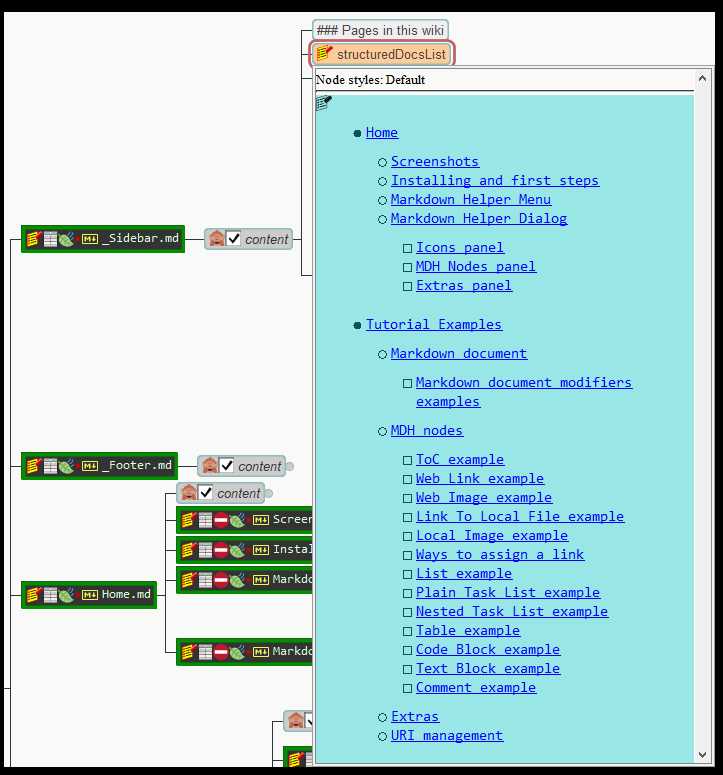 ### Pages in this wiki
structuredDocsList
Node styles: Default
Home
Screenshots
Installing and first steps
Markdown Helper Menu
Markdown Helper Dialog
Icons panel
MDH Nodes panel
Extras panel
Tutorial Examples
Markdown document
Markdown document modifiers
examples
MDH nodes
ToC example
Web Link example
Web Image example
Link To Local File example
Local Image example
Ways to assign a link
List example
Plain Task List example
Nested Task List example
Table example
Code Block example
Text Block example
Comment example
Extras
URI management
M↓ _Sidebar.md
content
M↓ _Footer.md
content
content
M↓ Screen
M↓ Instal
M↓ Home.md
M↓ Markdo
M↓ Markdo